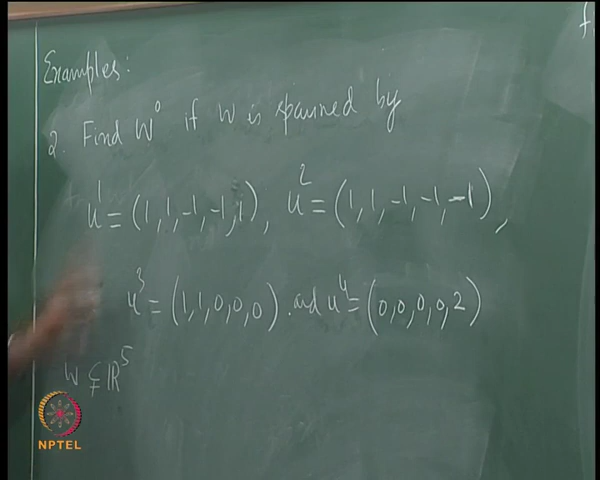 Examples:
2. Find W⁰ if W is spanned by
u¹ = (1, 1, -1, -1, 1), u² = (1, 1, -1, -1, -1),
u³ = (1, 1, 0, 0, 0). and u⁴ = (0, 0, 0, 0, 2)
W ⊊ ℝ⁵
NPTEL